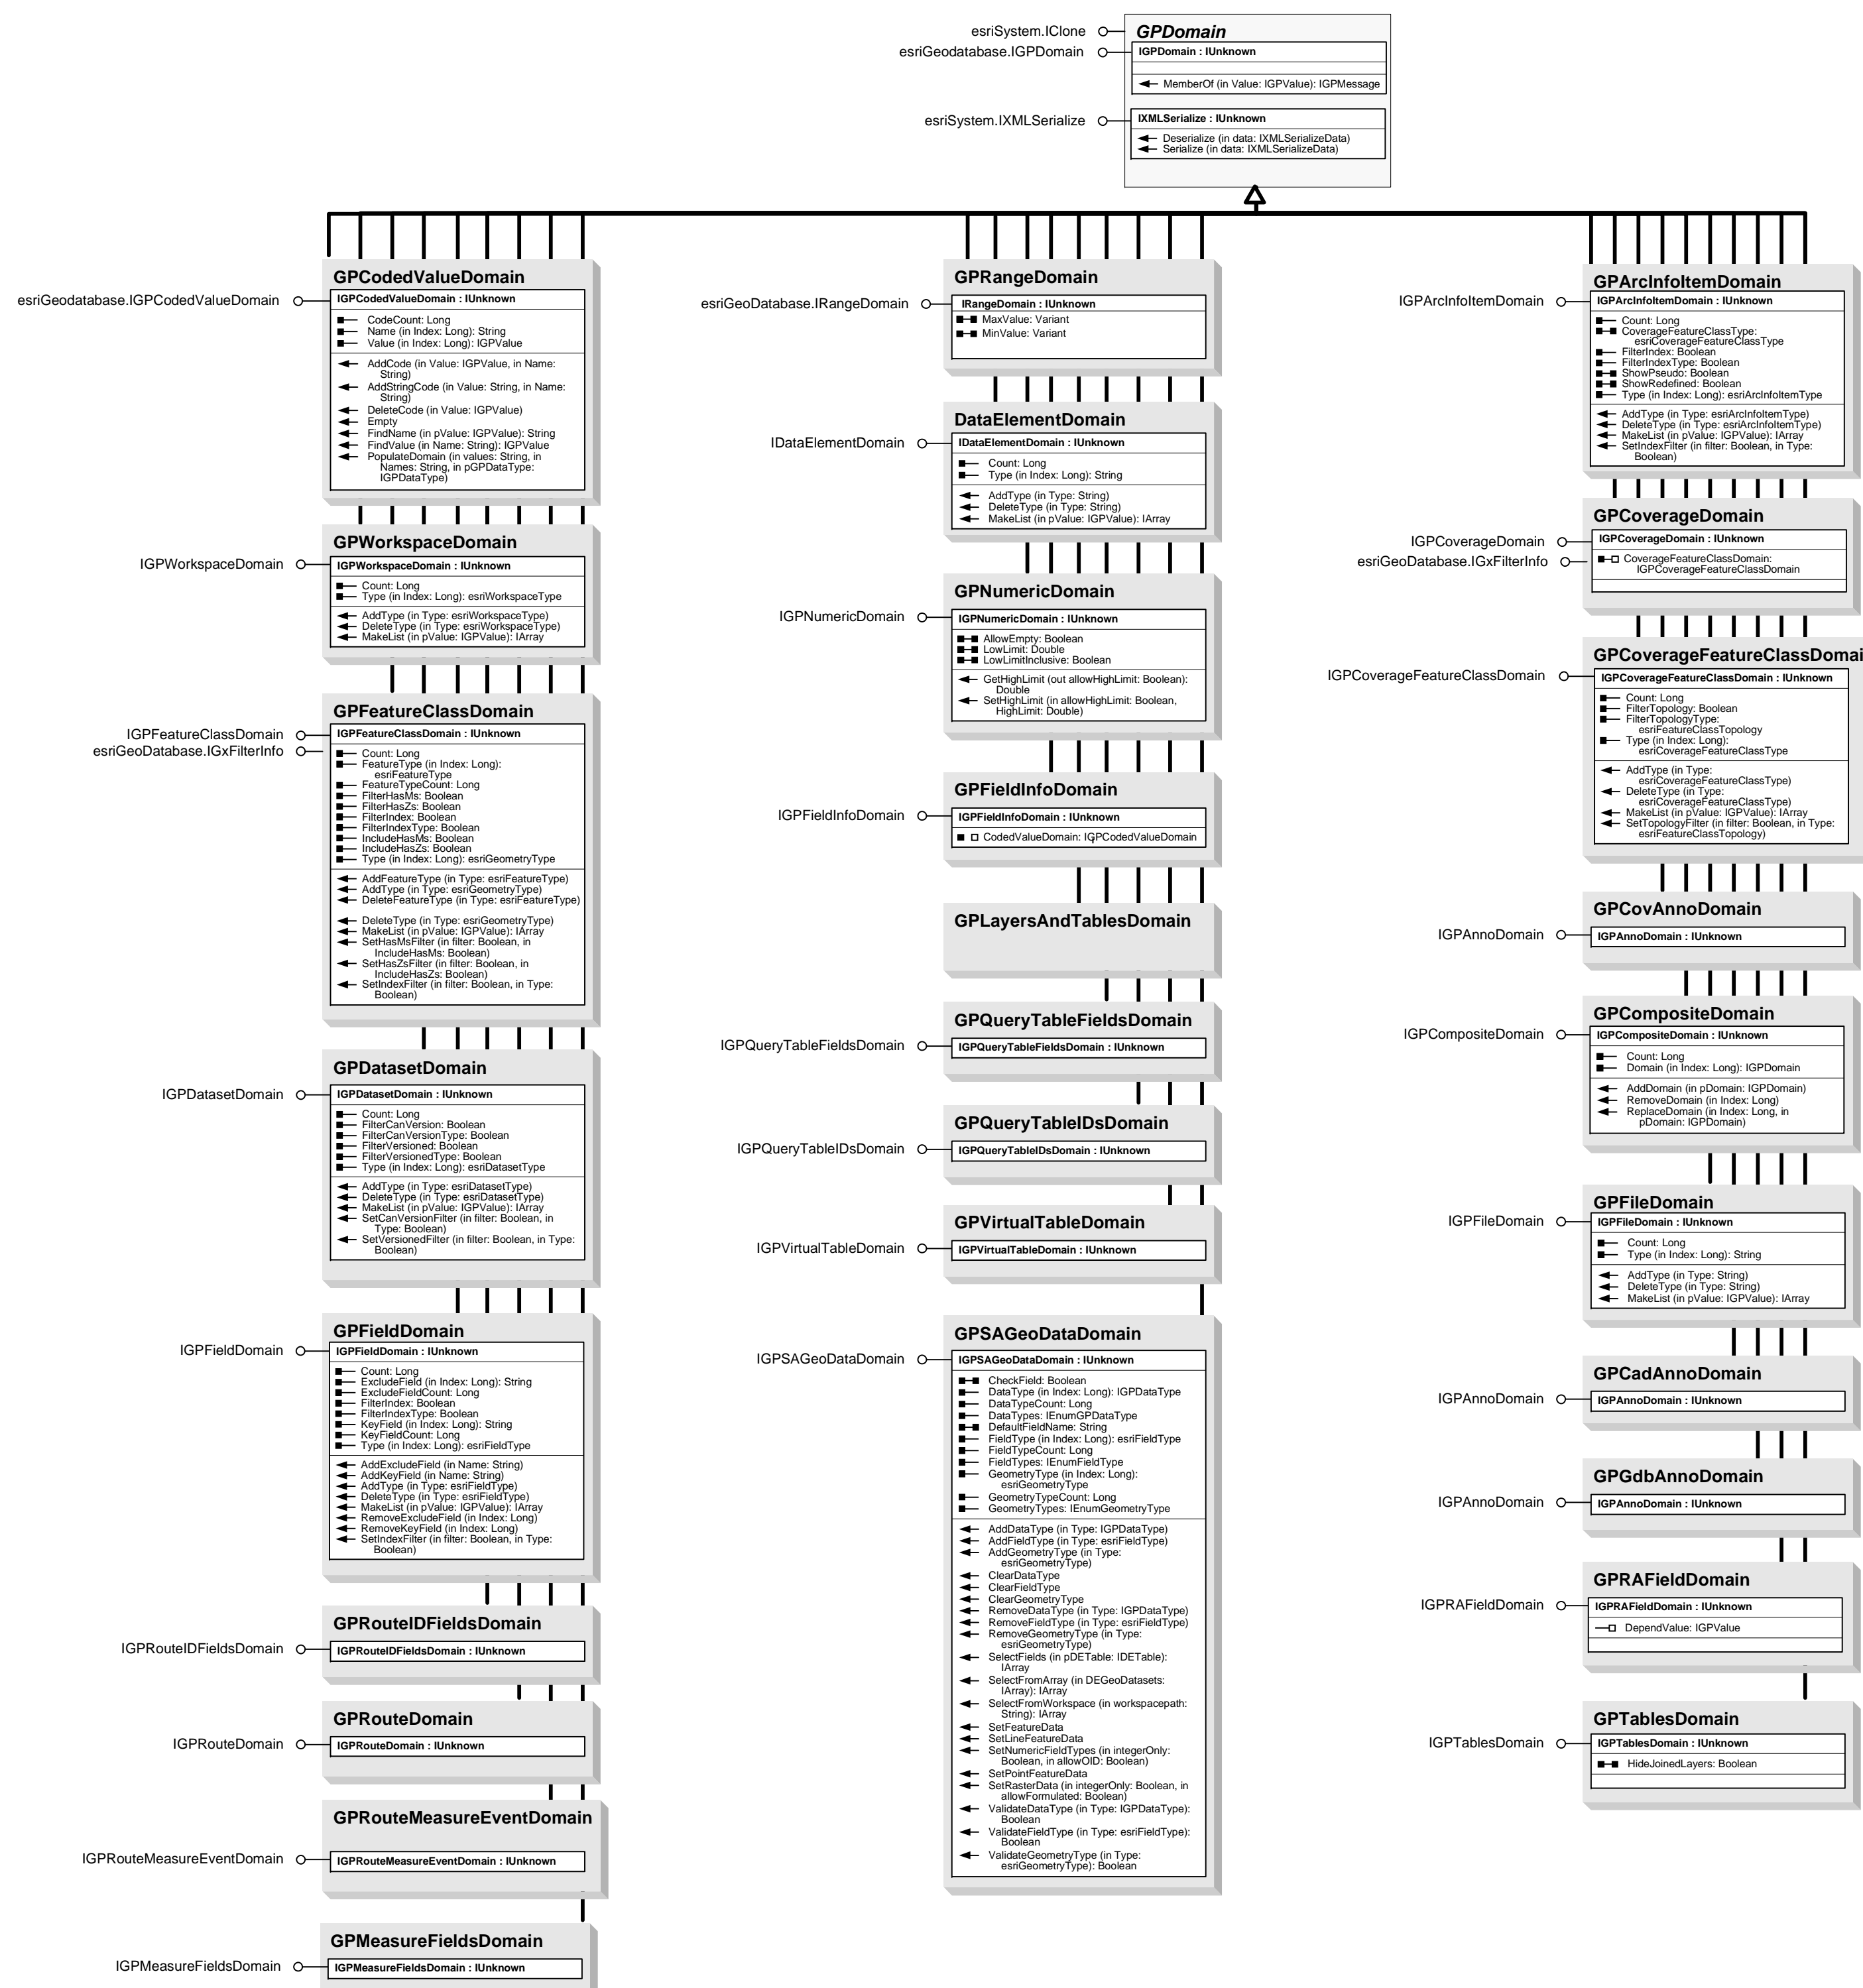 esriSystem.IClone
GPDomain
esriGeodatabase.IGPDomain
IGPDomain : IUnknown
MemberOf (in Value: IGPValue): IGPMessage
esriSystem.IXMLSerialize
IXMLSerialize : IUnknown
Deserialize (in data: IXMLSerializeData)
Serialize (in data: IXMLSerializeData)
GPCodedValueDomain
esriGeodatabase.IGPCodedValueDomain
IGPCodedValueDomain : IUnknown
CodeCount: Long
Name (in Index: Long): String
Value (in Index: Long): IGPValue
AddCode (in Value: IGPValue, in Name:
String)
AddStringCode (in Value: String, in Name:
String)
DeleteCode (in Value: IGPValue)
Empty
FindName (in pValue: IGPValue): String
FindValue (in Name: String): IGPValue
PopulateDomain (in values: String, in
Names: String, in pGPDataType:
IGPDataType)
GPWorkspaceDomain
IGPWorkspaceDomain
IGPWorkspaceDomain : IUnknown
Count: Long
Type (in Index: Long): esriWorkspaceType
AddType (in Type: esriWorkspaceType)
DeleteType (in Type: esriWorkspaceType)
MakeList (in pValue: IGPValue): IArray
GPFeatureClassDomain
IGPFeatureClassDomain
esriGeoDatabase.IGxFilterInfo
IGPFeatureClassDomain : IUnknown
Count: Long
FeatureType (in Index: Long):
esriFeatureType
FeatureTypeCount: Long
FilterHasMs: Boolean
FilterHasZs: Boolean
FilterIndex: Boolean
FilterIndexType: Boolean
IncludeHasMs: Boolean
IncludeHasZs: Boolean
Type (in Index: Long): esriGeometryType
AddFeatureType (in Type: esriFeatureType)
AddType (in Type: esriGeometryType)
DeleteFeatureType (in Type: esriFeatureType)
DeleteType (in Type: esriGeometryType)
MakeList (in pValue: IGPValue): IArray
SetHasMsFilter (in filter: Boolean, in
IncludeHasMs: Boolean)
SetHasZsFilter (in filter: Boolean, in
IncludeHasZs: Boolean)
SetIndexFilter (in filter: Boolean, in Type:
Boolean)
GPDatasetDomain
IGPDatasetDomain
IGPDatasetDomain : IUnknown
Count: Long
FilterCanVersion: Boolean
FilterCanVersionType: Boolean
FilterVersioned: Boolean
FilterVersionedType: Boolean
Type (in Index: Long): esriDatasetType
AddType (in Type: esriDatasetType)
DeleteType (in Type: esriDatasetType)
MakeList (in pValue: IGPValue): IArray
SetCanVersionFilter (in filter: Boolean, in
Type: Boolean)
SetVersionedFilter (in filter: Boolean, in Type:
Boolean)
GPFieldDomain
IGPFieldDomain
IGPFieldDomain : IUnknown
Count: Long
ExcludeField (in Index: Long): String
ExcludeFieldCount: Long
FilterIndex: Boolean
FilterIndexType: Boolean
KeyField (in Index: Long): String
KeyFieldCount: Long
Type (in Index: Long): esriFieldType
AddExcludeField (in Name: String)
AddKeyField (in Name: String)
AddType (in Type: esriFieldType)
DeleteType (in Type: esriFieldType)
MakeList (in pValue: IGPValue): IArray
RemoveExcludeField (in Index: Long)
RemoveKeyField (in Index: Long)
SetIndexFilter (in filter: Boolean, in Type:
Boolean)
GPRouteIDFieldsDomain
IGPRouteIDFieldsDomain
IGPRouteIDFieldsDomain : IUnknown
GPRouteDomain
IGPRouteDomain
IGPRouteDomain : IUnknown
GPRouteMeasureEventDomain
IGPRouteMeasureEventDomain
IGPRouteMeasureEventDomain : IUnknown
GPMeasureFieldsDomain
IGPMeasureFieldsDomain
IGPMeasureFieldsDomain : IUnknown
GPRangeDomain
esriGeoDatabase.IRangeDomain
IRangeDomain : IUnknown
MaxValue: Variant
MinValue: Variant
DataElementDomain
IDataElementDomain
IDataElementDomain : IUnknown
Count: Long
Type (in Index: Long): String
AddType (in Type: String)
DeleteType (in Type: String)
MakeList (in pValue: IGPValue): IArray
GPNumericDomain
IGPNumericDomain
IGPNumericDomain : IUnknown
AllowEmpty: Boolean
LowLimit: Double
LowLimitInclusive: Boolean
GetHighLimit (out allowHighLimit: Boolean):
Double
SetHighLimit (in allowHighLimit: Boolean,
HighLimit: Double)
GPFieldInfoDomain
IGPFieldInfoDomain
IGPFieldInfoDomain : IUnknown
CodedValueDomain: IGPCodedValueDomain
GPLayersAndTablesDomain
GPQueryTableFieldsDomain
IGPQueryTableFieldsDomain
IGPQueryTableFieldsDomain : IUnknown
GPQueryTableIDsDomain
IGPQueryTableIDsDomain
IGPQueryTableIDsDomain : IUnknown
GPVirtualTableDomain
IGPVirtualTableDomain
IGPVirtualTableDomain : IUnknown
GPSAGeoDataDomain
IGPSAGeoDataDomain
IGPSAGeoDataDomain : IUnknown
CheckField: Boolean
DataType (in Index: Long): IGPDataType
DataTypeCount: Long
DataTypes: IEnumGPDataType
DefaultFieldName: String
FieldType (in Index: Long): esriFieldType
FieldTypeCount: Long
FieldTypes: IEnumFieldType
GeometryType (in Index: Long):
esriGeometryType
GeometryTypeCount: Long
GeometryTypes: IEnumGeometryType
AddDataType (in Type: IGPDataType)
AddFieldType (in Type: esriFieldType)
AddGeometryType (in Type:
esriGeometryType)
ClearDataType
ClearFieldType
ClearGeometryType
RemoveDataType (in Type: IGPDataType)
RemoveFieldType (in Type: esriFieldType)
RemoveGeometryType (in Type:
esriGeometryType)
SelectFields (in pDETable: IDETable):
IArray
SelectFromArray (in DEGeoDatasets:
IArray): IArray
SelectFromWorkspace (in workspacepath:
String): IArray
SetFeatureData
SetLineFeatureData
SetNumericFieldTypes (in integerOnly:
Boolean, in allowOID: Boolean)
SetPointFeatureData
SetRasterData (in integerOnly: Boolean, in
allowFormulated: Boolean)
ValidateDataType (in Type: IGPDataType):
Boolean
ValidateFieldType (in Type: esriFieldType):
Boolean
ValidateGeometryType (in Type:
esriGeometryType): Boolean
GPArcInfoItemDomain
IGPArcInfoItemDomain
IGPArcInfoItemDomain : IUnknown
Count: Long
CoverageFeatureClassType:
esriCoverageFeatureClassType
FilterIndex: Boolean
FilterIndexType: Boolean
ShowPseudo: Boolean
ShowRedefined: Boolean
Type (in Index: Long): esriArcInfoItemType
AddType (in Type: esriArcInfoItemType)
DeleteType (in Type: esriArcInfoItemType)
MakeList (in pValue: IGPValue): IArray
SetIndexFilter (in filter: Boolean, in Type:
Boolean)
GPCoverageDomain
IGPCoverageDomain
esriGeoDatabase.IGxFilterInfo
IGPCoverageDomain : IUnknown
CoverageFeatureClassDomain:
IGPCoverageFeatureClassDomain
GPCoverageFeatureClassDomai
IGPCoverageFeatureClassDomain
IGPCoverageFeatureClassDomain : IUnknown
Count: Long
FilterTopology: Boolean
FilterTopologyType:
esriFeatureClassTopology
Type (in Index: Long):
esriCoverageFeatureClassType
AddType (in Type:
esriCoverageFeatureClassType)
DeleteType (in Type:
esriCoverageFeatureClassType)
MakeList (in pValue: IGPValue): IArray
SetTopologyFilter (in filter: Boolean, in Type:
esriFeatureClassTopology)
GPCovAnnoDomain
IGPAnnoDomain
IGPAnnoDomain : IUnknown
GPCompositeDomain
IGPCompositeDomain
IGPCompositeDomain : IUnknown
Count: Long
Domain (in Index: Long): IGPDomain
AddDomain (in pDomain: IGPDomain)
RemoveDomain (in Index: Long)
ReplaceDomain (in Index: Long, in
pDomain: IGPDomain)
GPFileDomain
IGPFileDomain
IGPFileDomain : IUnknown
Count: Long
Type (in Index: Long): String
AddType (in Type: String)
DeleteType (in Type: String)
MakeList (in pValue: IGPValue): IArray
GPCadAnnoDomain
IGPAnnoDomain
IGPAnnoDomain : IUnknown
GPGdbAnnoDomain
IGPAnnoDomain
IGPAnnoDomain : IUnknown
GPRAFieldDomain
IGPRAFieldDomain
IGPRAFieldDomain : IUnknown
DependValue: IGPValue
GPTablesDomain
IGPTablesDomain
IGPTablesDomain : IUnknown
HideJoinedLayers: Boolean